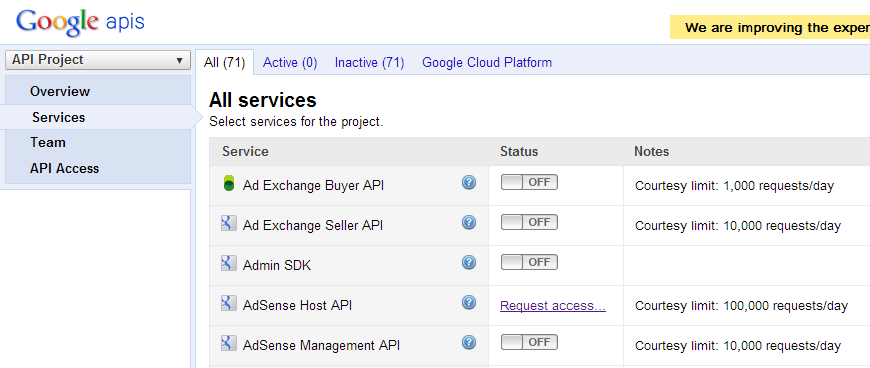 Google apis
We are improving the exper
API Project
All (71) Active (0) Inactive (71) Google Cloud Platform
Overview
Services
Team
API Access
All services
Select services for the project.
Service Status Notes
Ad Exchange Buyer API ? OFF Courtesy limit: 1,000 requests/day
Ad Exchange Seller API ? OFF Courtesy limit: 10,000 requests/day
Admin SDK ? OFF
AdSense Host API ? Request access... Courtesy limit: 100,000 requests/day
AdSense Management API ? OFF Courtesy limit: 10,000 requests/day